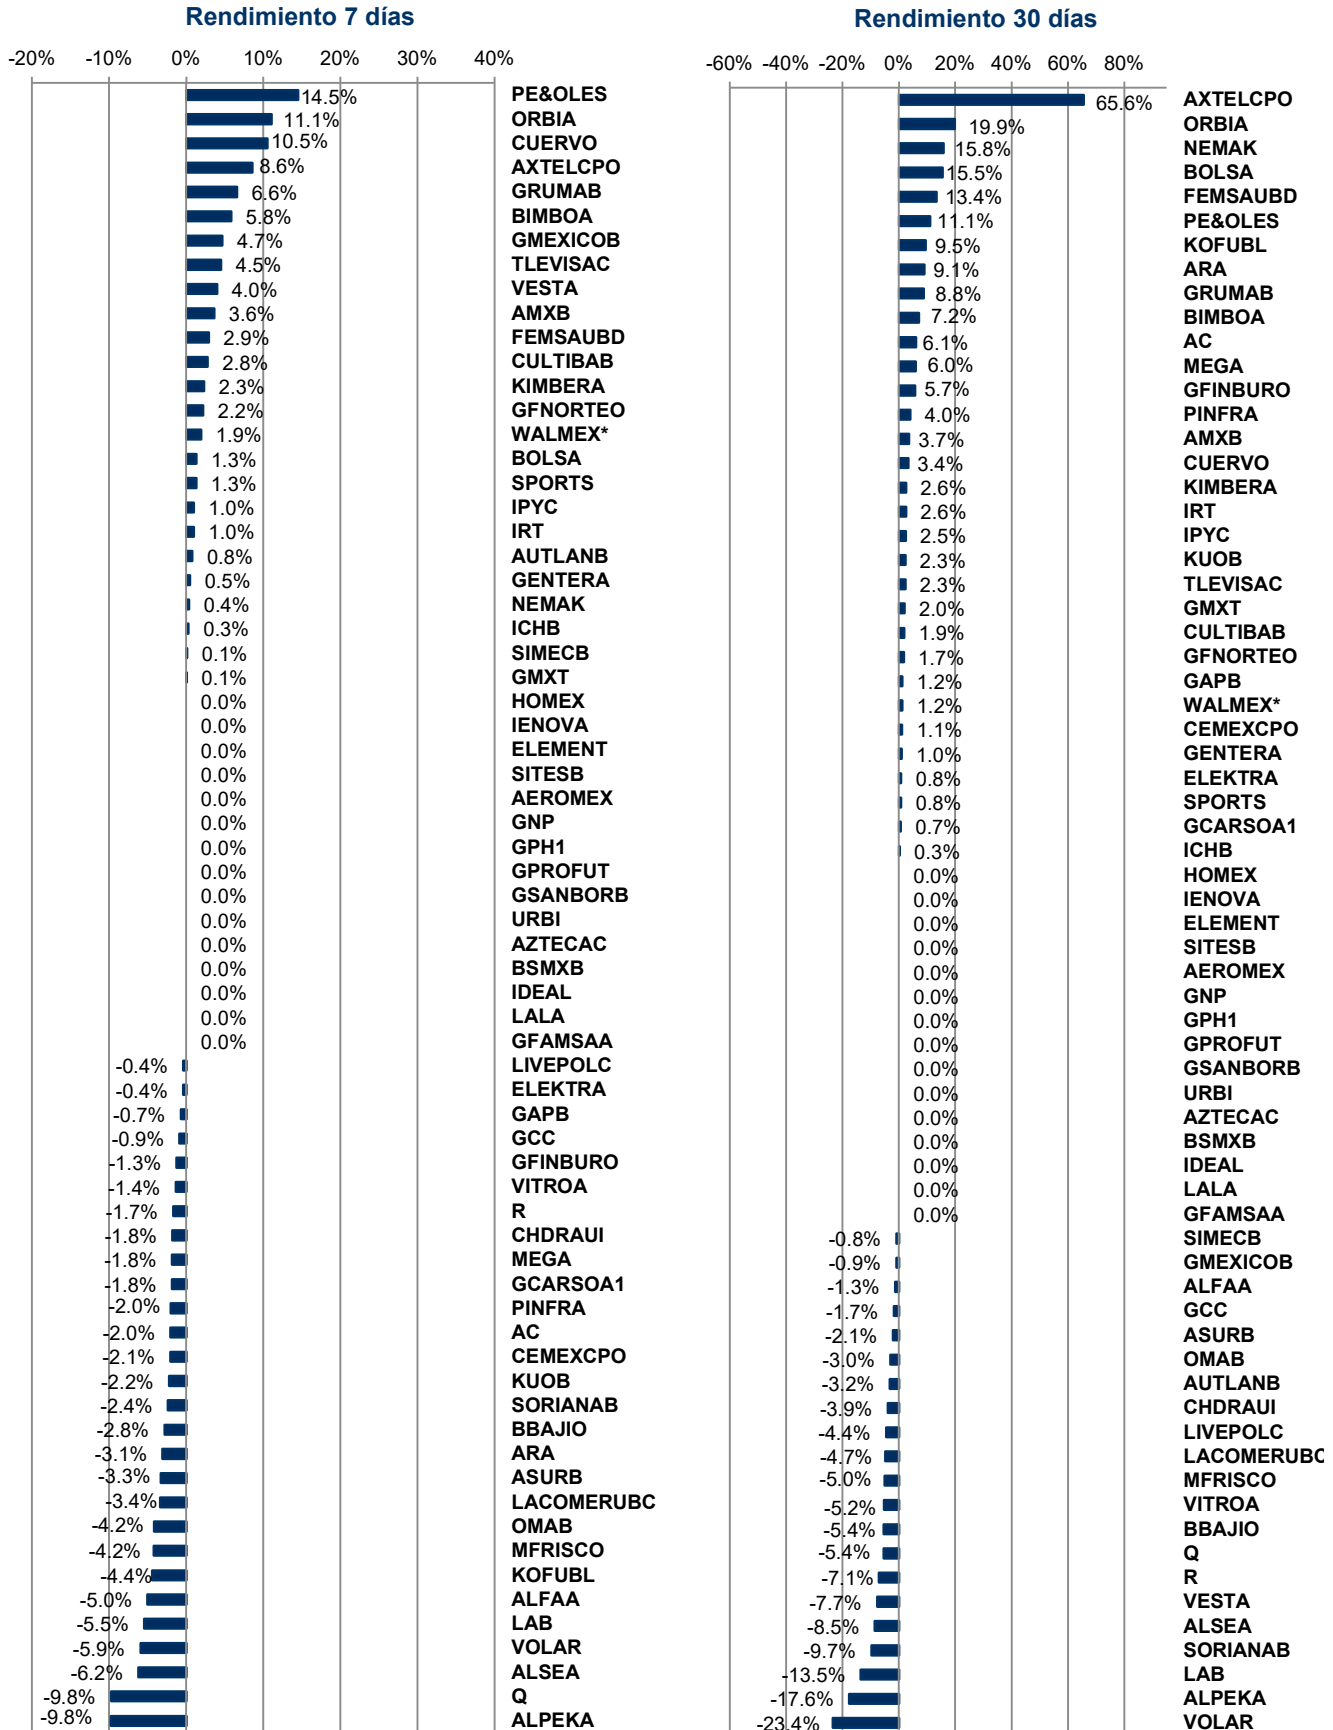 Rendimiento 7 días
-20% -10% 0% 10% 20% 30% 40%
14.5% PE&OLES
11.1% ORBIA
10.5% CUERVO
8.6% AXTELCPO
6.6% GRUMAB
5.8% BIMBOA
4.7% GMEXICOB
4.5% TLEVISAC
4.0% VESTA
3.6% AMXB
2.9% FEMSAUBD
2.8% CULTIBAB
2.3% KIMBERA
2.2% GFNORTEO
1.9% WALMEX*
1.3% BOLSA
1.3% SPORTS
1.0% IPYC
1.0% IRT
0.8% AUTLANB
0.5% GENTERA
0.4% NEMAK
0.3% ICHB
0.1% SIMECB
0.1% GMXT
0.0% HOMEX
0.0% IENOVA
0.0% ELEMENT
0.0% SITESB
0.0% AEROMEX
0.0% GNP
0.0% GPH1
0.0% GPROFUT
0.0% GSANBORB
0.0% URBI
0.0% AZTECAC
0.0% BSMXB
0.0% IDEAL
0.0% LALA
0.0% GFAMSAA
-0.4% LIVEPOLC
-0.4% ELEKTRA
-0.7% GAPB
-0.9% GCC
-1.3% GFINBURO
-1.4% VITROA
-1.7% R
-1.8% CHDRAUI
-1.8% MEGA
-1.8% GCARSOA1
-2.0% PINFRA
-2.0% AC
-2.1% CEMEXCPO
-2.2% KUOB
-2.4% SORIANAB
-2.8% BBAJIO
-3.1% ARA
-3.3% ASURB
-3.4% LACOMERUBC
-4.2% OMAB
-4.2% MFRISCO
-4.4% KOFUBL
-5.0% ALFAA
-5.5% LAB
-5.9% VOLAR
-6.2% ALSEA
-9.8% Q
-9.8% ALPEKA
Rendimiento 30 días
-60% -40% -20% 0% 20% 40% 60% 80%
65.6% AXTELCPO
19.9% ORBIA
15.8% NEMAK
15.5% BOLSA
13.4% FEMSAUBD
11.1% PE&OLES
9.5% KOFUBL
9.1% ARA
8.8% GRUMAB
7.2% BIMBOA
6.1% AC
6.0% MEGA
5.7% GFINBURO
4.0% PINFRA
3.7% AMXB
3.4% CUERVO
2.6% KIMBERA
2.6% IRT
2.5% IPYC
2.3% KUOB
2.3% TLEVISAC
2.0% GMXT
1.9% CULTIBAB
1.7% GFNORTEO
1.2% GAPB
1.2% WALMEX*
1.1% CEMEXCPO
1.0% GENTERA
0.8% ELEKTRA
0.8% SPORTS
0.7% GCARSOA1
0.3% ICHB
0.0% HOMEX
0.0% IENOVA
0.0% ELEMENT
0.0% SITESB
0.0% AEROMEX
0.0% GNP
0.0% GPH1
0.0% GPROFUT
0.0% GSANBORB
0.0% URBI
0.0% AZTECAC
0.0% BSMXB
0.0% IDEAL
0.0% LALA
0.0% GFAMSAA
-0.8% SIMECB
-0.9% GMEXICOB
-1.3% ALFAA
-1.7% GCC
-2.1% ASURB
-3.0% OMAB
-3.2% AUTLANB
-3.9% CHDRAUI
-4.4% LIVEPOLC
-4.7% LACOMERUBC
-5.0% MFRISCO
-5.2% VITROA
-5.4% BBAJIO
-5.4% Q
-7.1% R
-7.7% VESTA
-8.5% ALSEA
-9.7% SORIANAB
-13.5% LAB
-17.6% ALPEKA
-23.4% VOLAR